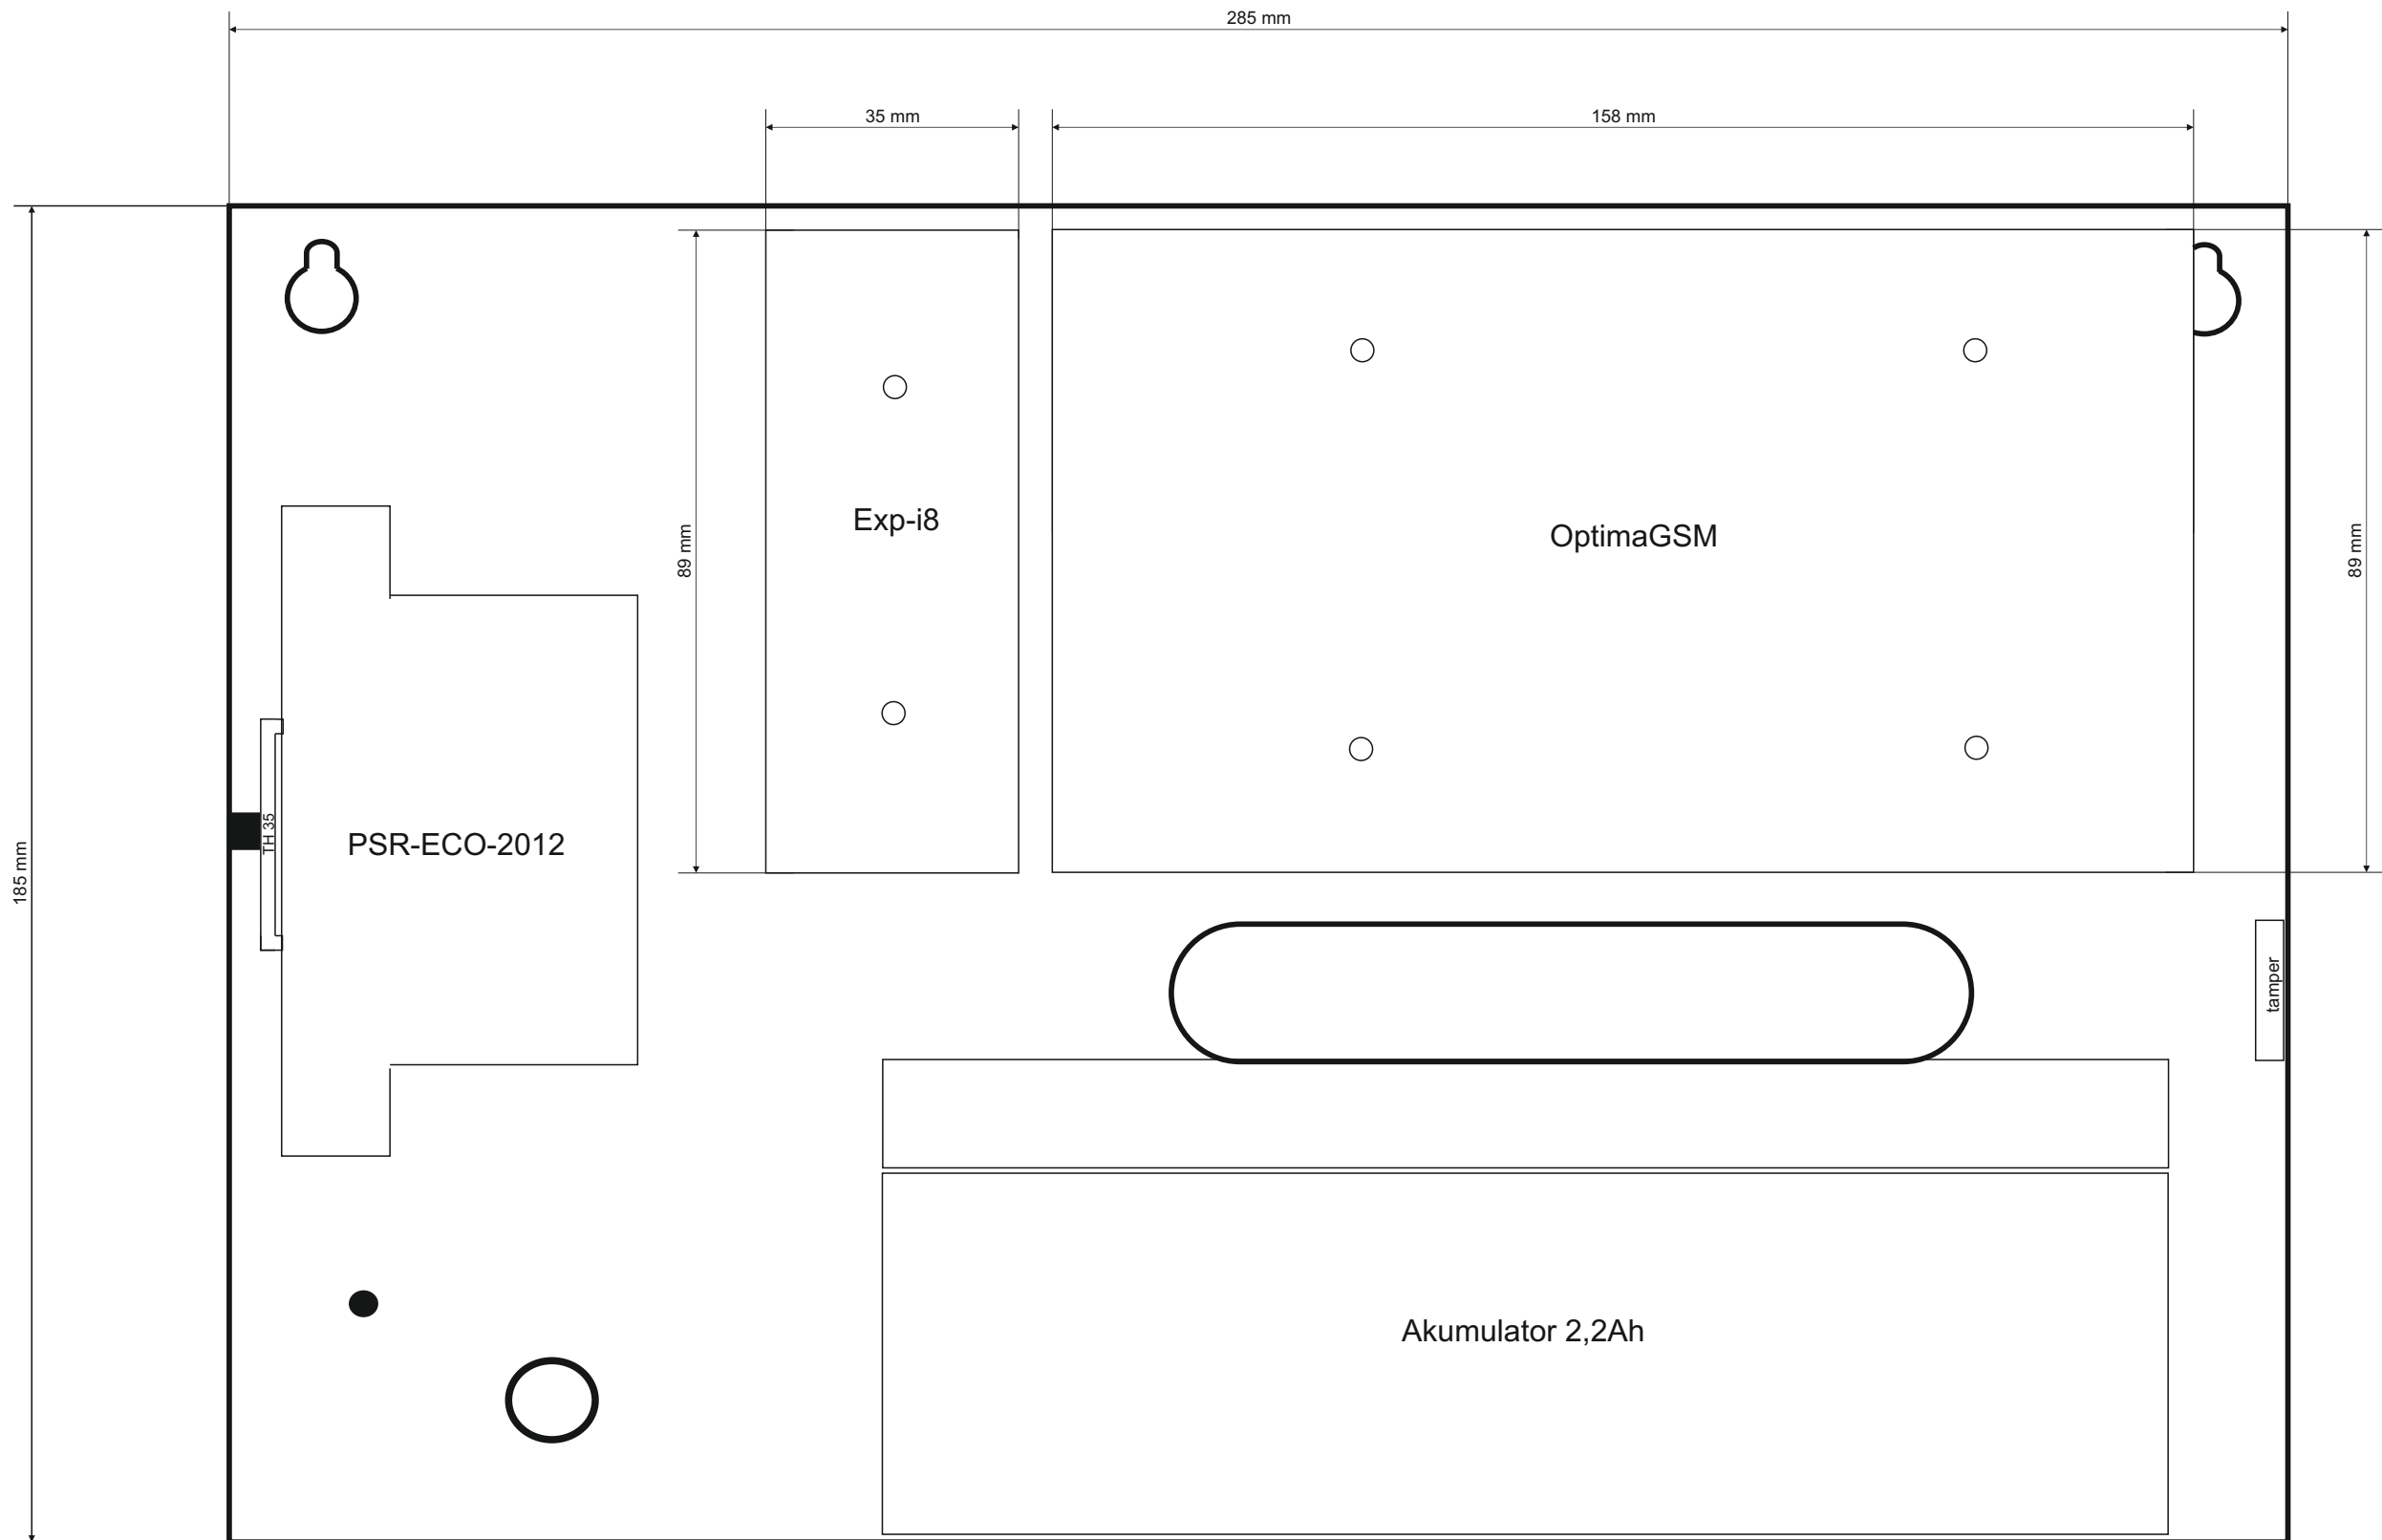 285 mm
35 mm
158 mm
Exp-i8
OptimaGSM
89 mm
89 mm
TH 35
PSR-ECO-2012
185 mm
tamper
Akumulator 2,2Ah